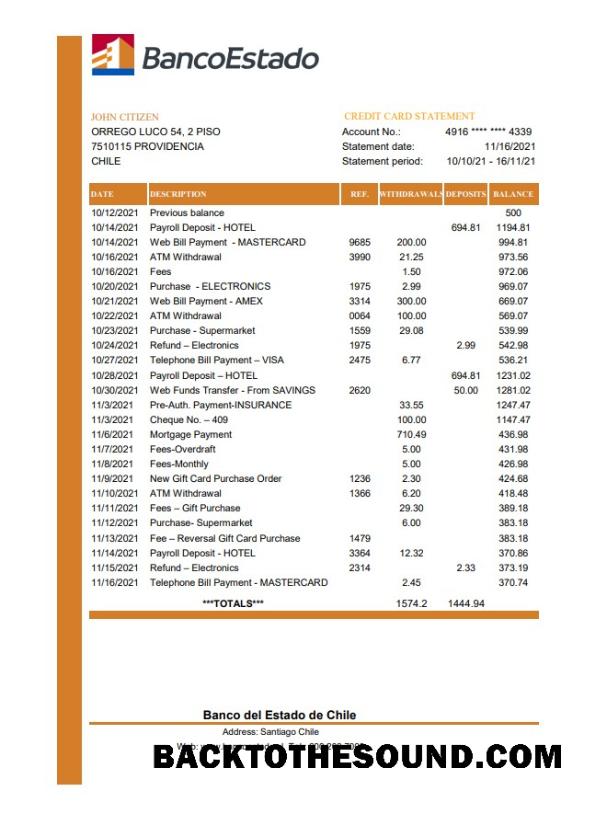 BancoEstado
JOHN CITIZEN
ORREGO LUCO 54, 2 PISO
7510115 PROVIDENCIA
CHILE
CREDIT CARD STATEMENT
Account No.: 4916 **** **** 4339
Statement date: 11/16/2021
Statement period: 10/10/21 - 16/11/21
DATE DESCRIPTION REF. WITHDRAWALS DEPOSITS BALANCE
10/12/2021 Previous balance 500
10/14/2021 Payroll Deposit - HOTEL 694.81 1194.81
10/14/2021 Web Bill Payment - MASTERCARD 9685 200.00 994.81
10/16/2021 ATM Withdrawal 3990 21.25 973.56
10/16/2021 Fees 1.50 972.06
10/20/2021 Purchase - ELECTRONICS 1975 2.99 969.07
10/21/2021 Web Bill Payment - AMEX 3314 300.00 669.07
10/22/2021 ATM Withdrawal 0064 100.00 569.07
10/23/2021 Purchase - Supermarket 1559 29.08 539.99
10/24/2021 Refund – Electronics 1975 2.99 542.98
10/27/2021 Telephone Bill Payment – VISA 2475 6.77 536.21
10/28/2021 Payroll Deposit – HOTEL 694.81 1231.02
10/30/2021 Web Funds Transfer - From SAVINGS 2620 50.00 1281.02
11/3/2021 Pre-Auth. Payment-INSURANCE 33.55 1247.47
11/3/2021 Cheque No. – 409 100.00 1147.47
11/6/2021 Mortgage Payment 710.49 436.98
11/7/2021 Fees-Overdraft 5.00 431.98
11/8/2021 Fees-Monthly 5.00 426.98
11/9/2021 New Gift Card Purchase Order 1236 2.30 424.68
11/10/2021 ATM Withdrawal 1366 6.20 418.48
11/11/2021 Fees – Gift Purchase 29.30 389.18
11/12/2021 Purchase- Supermarket 6.00 383.18
11/13/2021 Fee – Reversal Gift Card Purchase 1479 383.18
11/14/2021 Payroll Deposit - HOTEL 3364 12.32 370.86
11/15/2021 Refund – Electronics 2314 2.33 373.19
11/16/2021 Telephone Bill Payment - MASTERCARD 2.45 370.74
***TOTALS*** 1574.2 1444.94
Banco del Estado de Chile
Address: Santiago Chile
BACKTOTHESOUND.COM